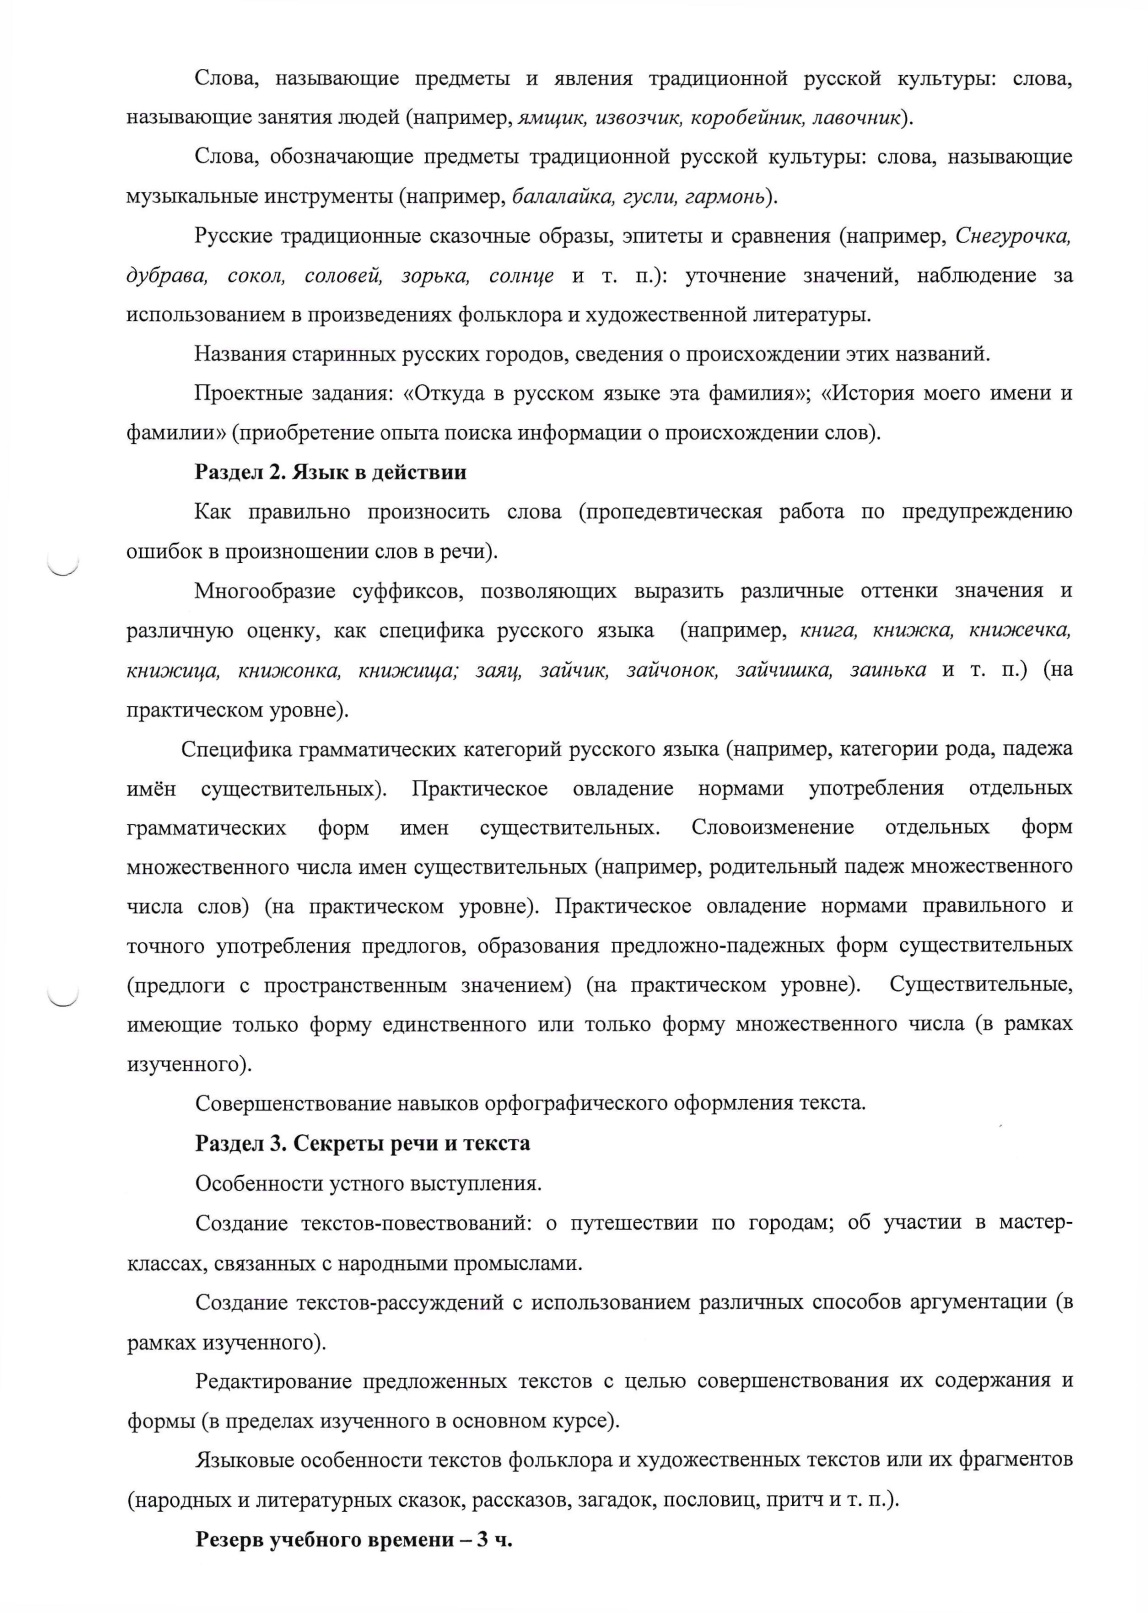 Слова, называющие предметы и явления традиционной русской культуры: слова,
называющие занятия людей (например, ямщик, извозчик, коробейник, лавочник).
Слова, обозначающие предметы традиционной русской культуры: слова, называющие
музыкальные инструменты (например, балалайка, гусли, гармонь).
Русские традиционные сказочные образы, эпитеты и сравнения (например, Снегурочка,
дубрава, сокол, соловей, зорька, солнце и т. п.): уточнение значений, наблюдение за
использованием в произведениях фольклора и художественной литературы.
Названия старинных русских городов, сведения о происхождении этих названий.
Проектные задания: «Откуда в русском языке эта фамилия»; «История моего имени и
фамилии» (приобретение опыта поиска информации о происхождении слов).
Раздел 2. Язык в действии
Как правильно произносить слова (пропедевтическая работа по предупреждению
ошибок в произношении слов в речи).
Многообразие суффиксов, позволяющих выразить различные оттенки значения и
различную оценку, как специфика русского языка (например, книга, книжка, книжечка,
книжица, книжонка, книжища; заяц, зайчик, зайчонок, зайчишка, заинька и т. п.) (на
практическом уровне).
Специфика грамматических категорий русского языка (например, категории рода, падежа
имён существительных). Практическое овладение нормами употребления отдельных
грамматических форм имен существительных. Словоизменение отдельных форм
множественного числа имен существительных (например, родительный падеж множественного
числа слов) (на практическом уровне). Практическое овладение нормами правильного и
точного употребления предлогов, образования предложно-падежных форм существительных
(предлоги с пространственным значением) (на практическом уровне). Существительные,
имеющие только форму единственного или только форму множественного числа (в рамках
изученного).
Совершенствование навыков орфографического оформления текста.
Раздел 3. Секреты речи и текста
Особенности устного выступления.
Создание текстов-повествований: о путешествии по городам; об участии в мастер-
классах, связанных с народными промыслами.
Создание текстов-рассуждений с использованием различных способов аргументации (в
рамках изученного).
Редактирование предложенных текстов с целью совершенствования их содержания и
формы (в пределах изученного в основном курсе).
Языковые особенности текстов фольклора и художественных текстов или их фрагментов
(народных и литературных сказок, рассказов, загадок, пословиц, притч и т. п.).
Резерв учебного времени – 3 ч.